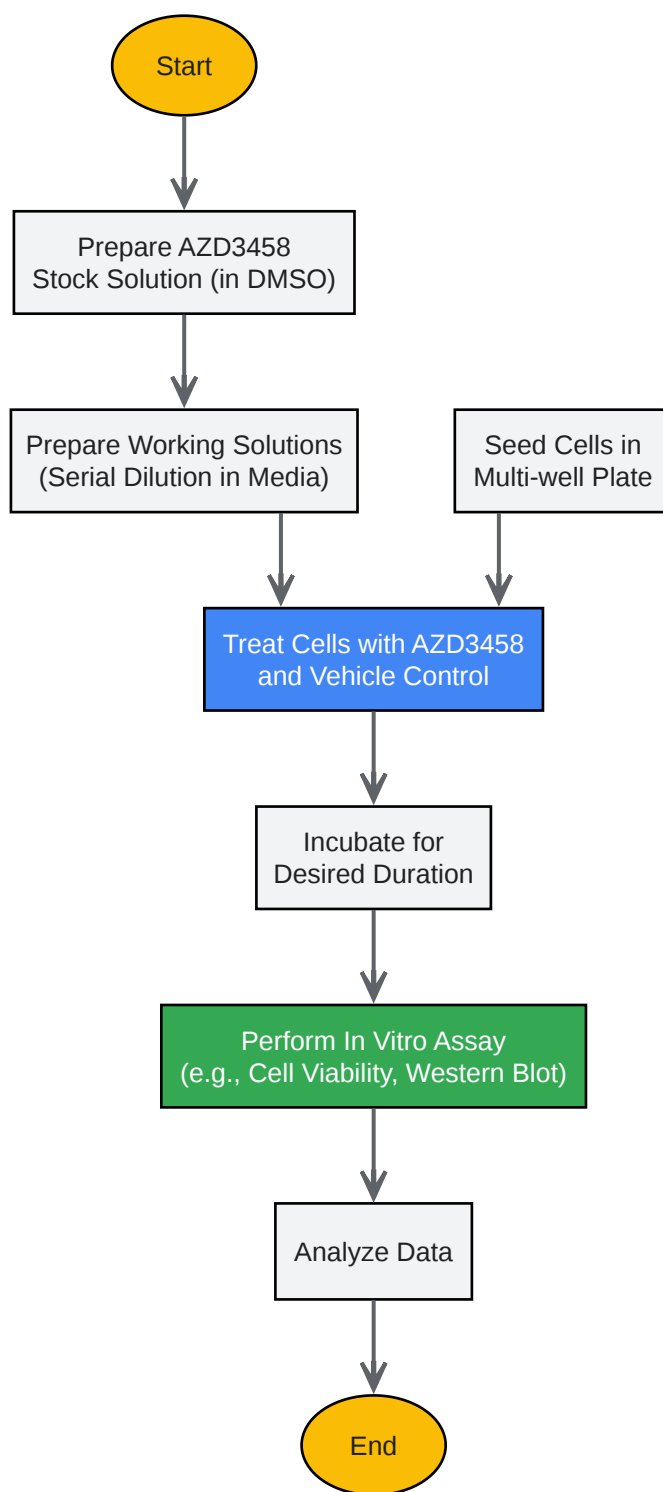 Start
Prepare AZD3458
Stock Solution (in DMSO)
Prepare Working Solutions
(Serial Dilution in Media)
Seed Cells in
Multi-well Plate
Treat Cells with AZD3458
and Vehicle Control
Incubate for
Desired Duration
Perform In Vitro Assay
(e.g., Cell Viability, Western Blot)
Analyze Data
End